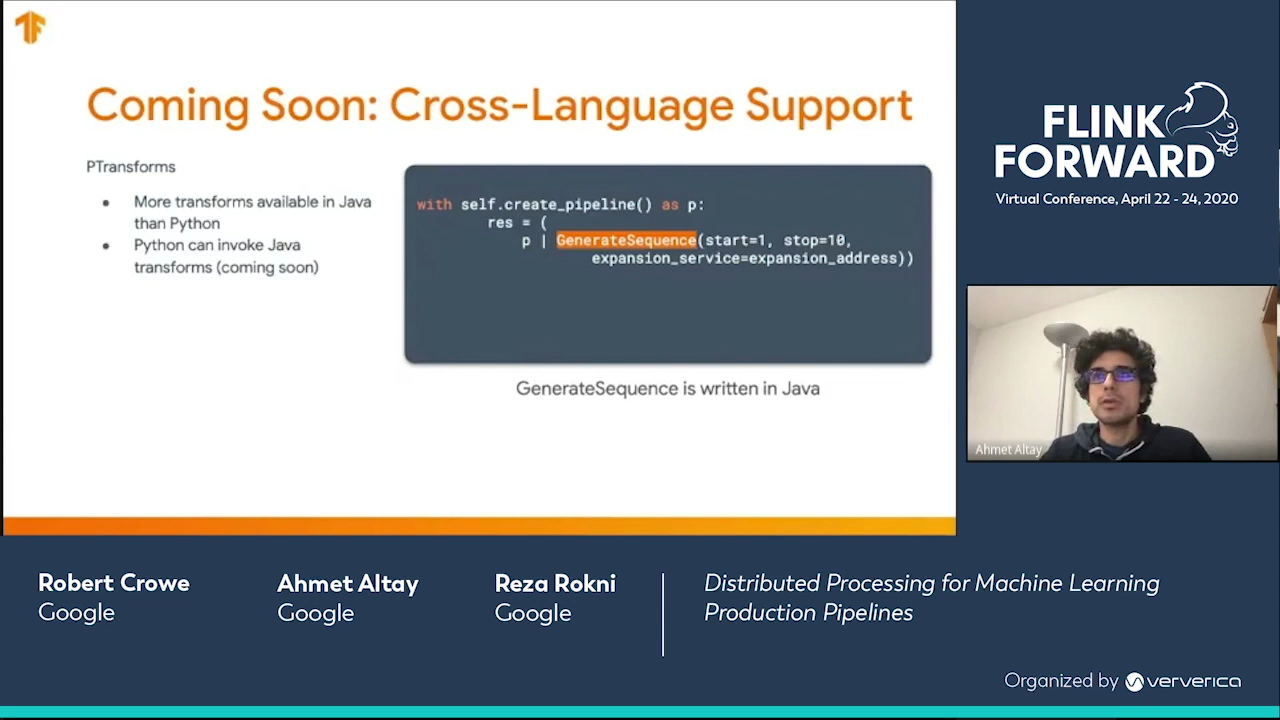 Coming Soon: Cross-Language Support
PTransforms
• More transforms available in Java
than Python
• Python can invoke Java
transforms (coming soon)
with self.create_pipeline() as p:
res = (
p | GenerateSequence(start=1, stop=10,
expansion_service=expansion_address))
GenerateSequence is written in Java
FLINK
FORWARD
Virtual Conference, April 22 - 24, 2020
Ahmet Altay
Robert Crowe
Google
Ahmet Altay
Google
Reza Rokni
Google
Distributed Processing for Machine Learning
Production Pipelines
Organized by ververica